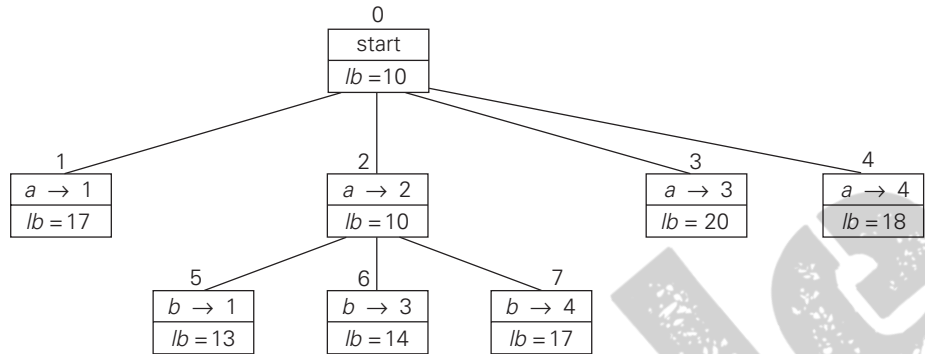 0
start
lb = 10
1 2 3 4
a → 1 a → 2 a → 3 a → 4
lb = 17 lb = 10 lb = 20 lb = 18
5 6 7
b → 1 b → 3 b → 4
lb = 13 lb = 14 lb = 17